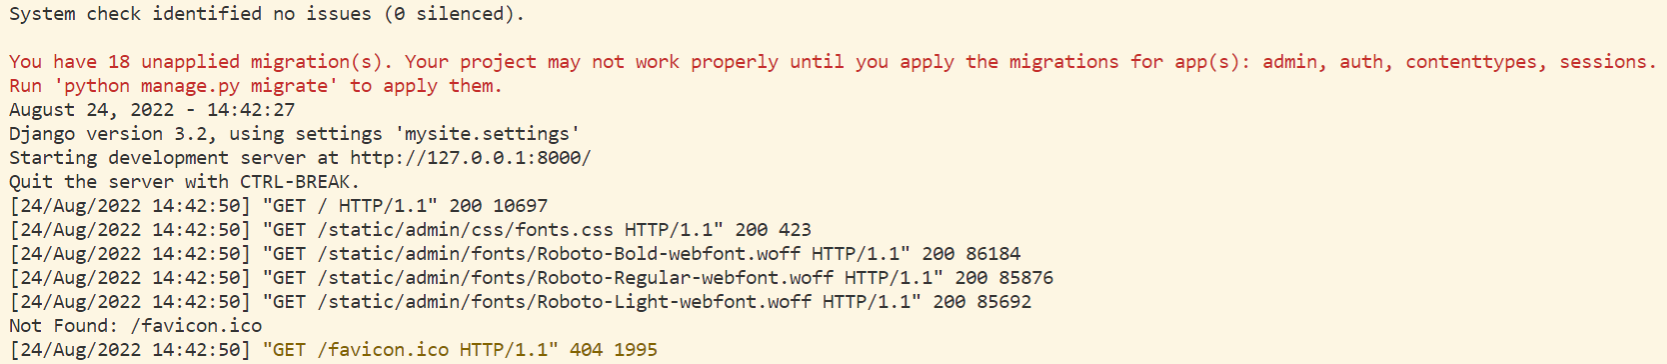 System check identified no issues (0 silenced).
You have 18 unapplied migration(s). Your project may not work properly until you apply the migrations for app(s): admin, auth, contenttypes, sessions.
Run 'python manage.py migrate' to apply them.
August 24, 2022 - 14:42:27
Django version 3.2, using settings 'mysite.settings'
Starting development server at http://127.0.0.1:8000/
Quit the server with CTRL-BREAK.
[24/Aug/2022 14:42:50] "GET / HTTP/1.1" 200 10697
[24/Aug/2022 14:42:50] "GET /static/admin/css/fonts.css HTTP/1.1" 200 423
[24/Aug/2022 14:42:50] "GET /static/admin/fonts/Roboto-Bold-webfont.woff HTTP/1.1" 200 86184
[24/Aug/2022 14:42:50] "GET /static/admin/fonts/Roboto-Regular-webfont.woff HTTP/1.1" 200 85876
[24/Aug/2022 14:42:50] "GET /static/admin/fonts/Roboto-Light-webfont.woff HTTP/1.1" 200 85692
Not Found: /favicon.ico
[24/Aug/2022 14:42:50] "GET /favicon.ico HTTP/1.1" 404 1995